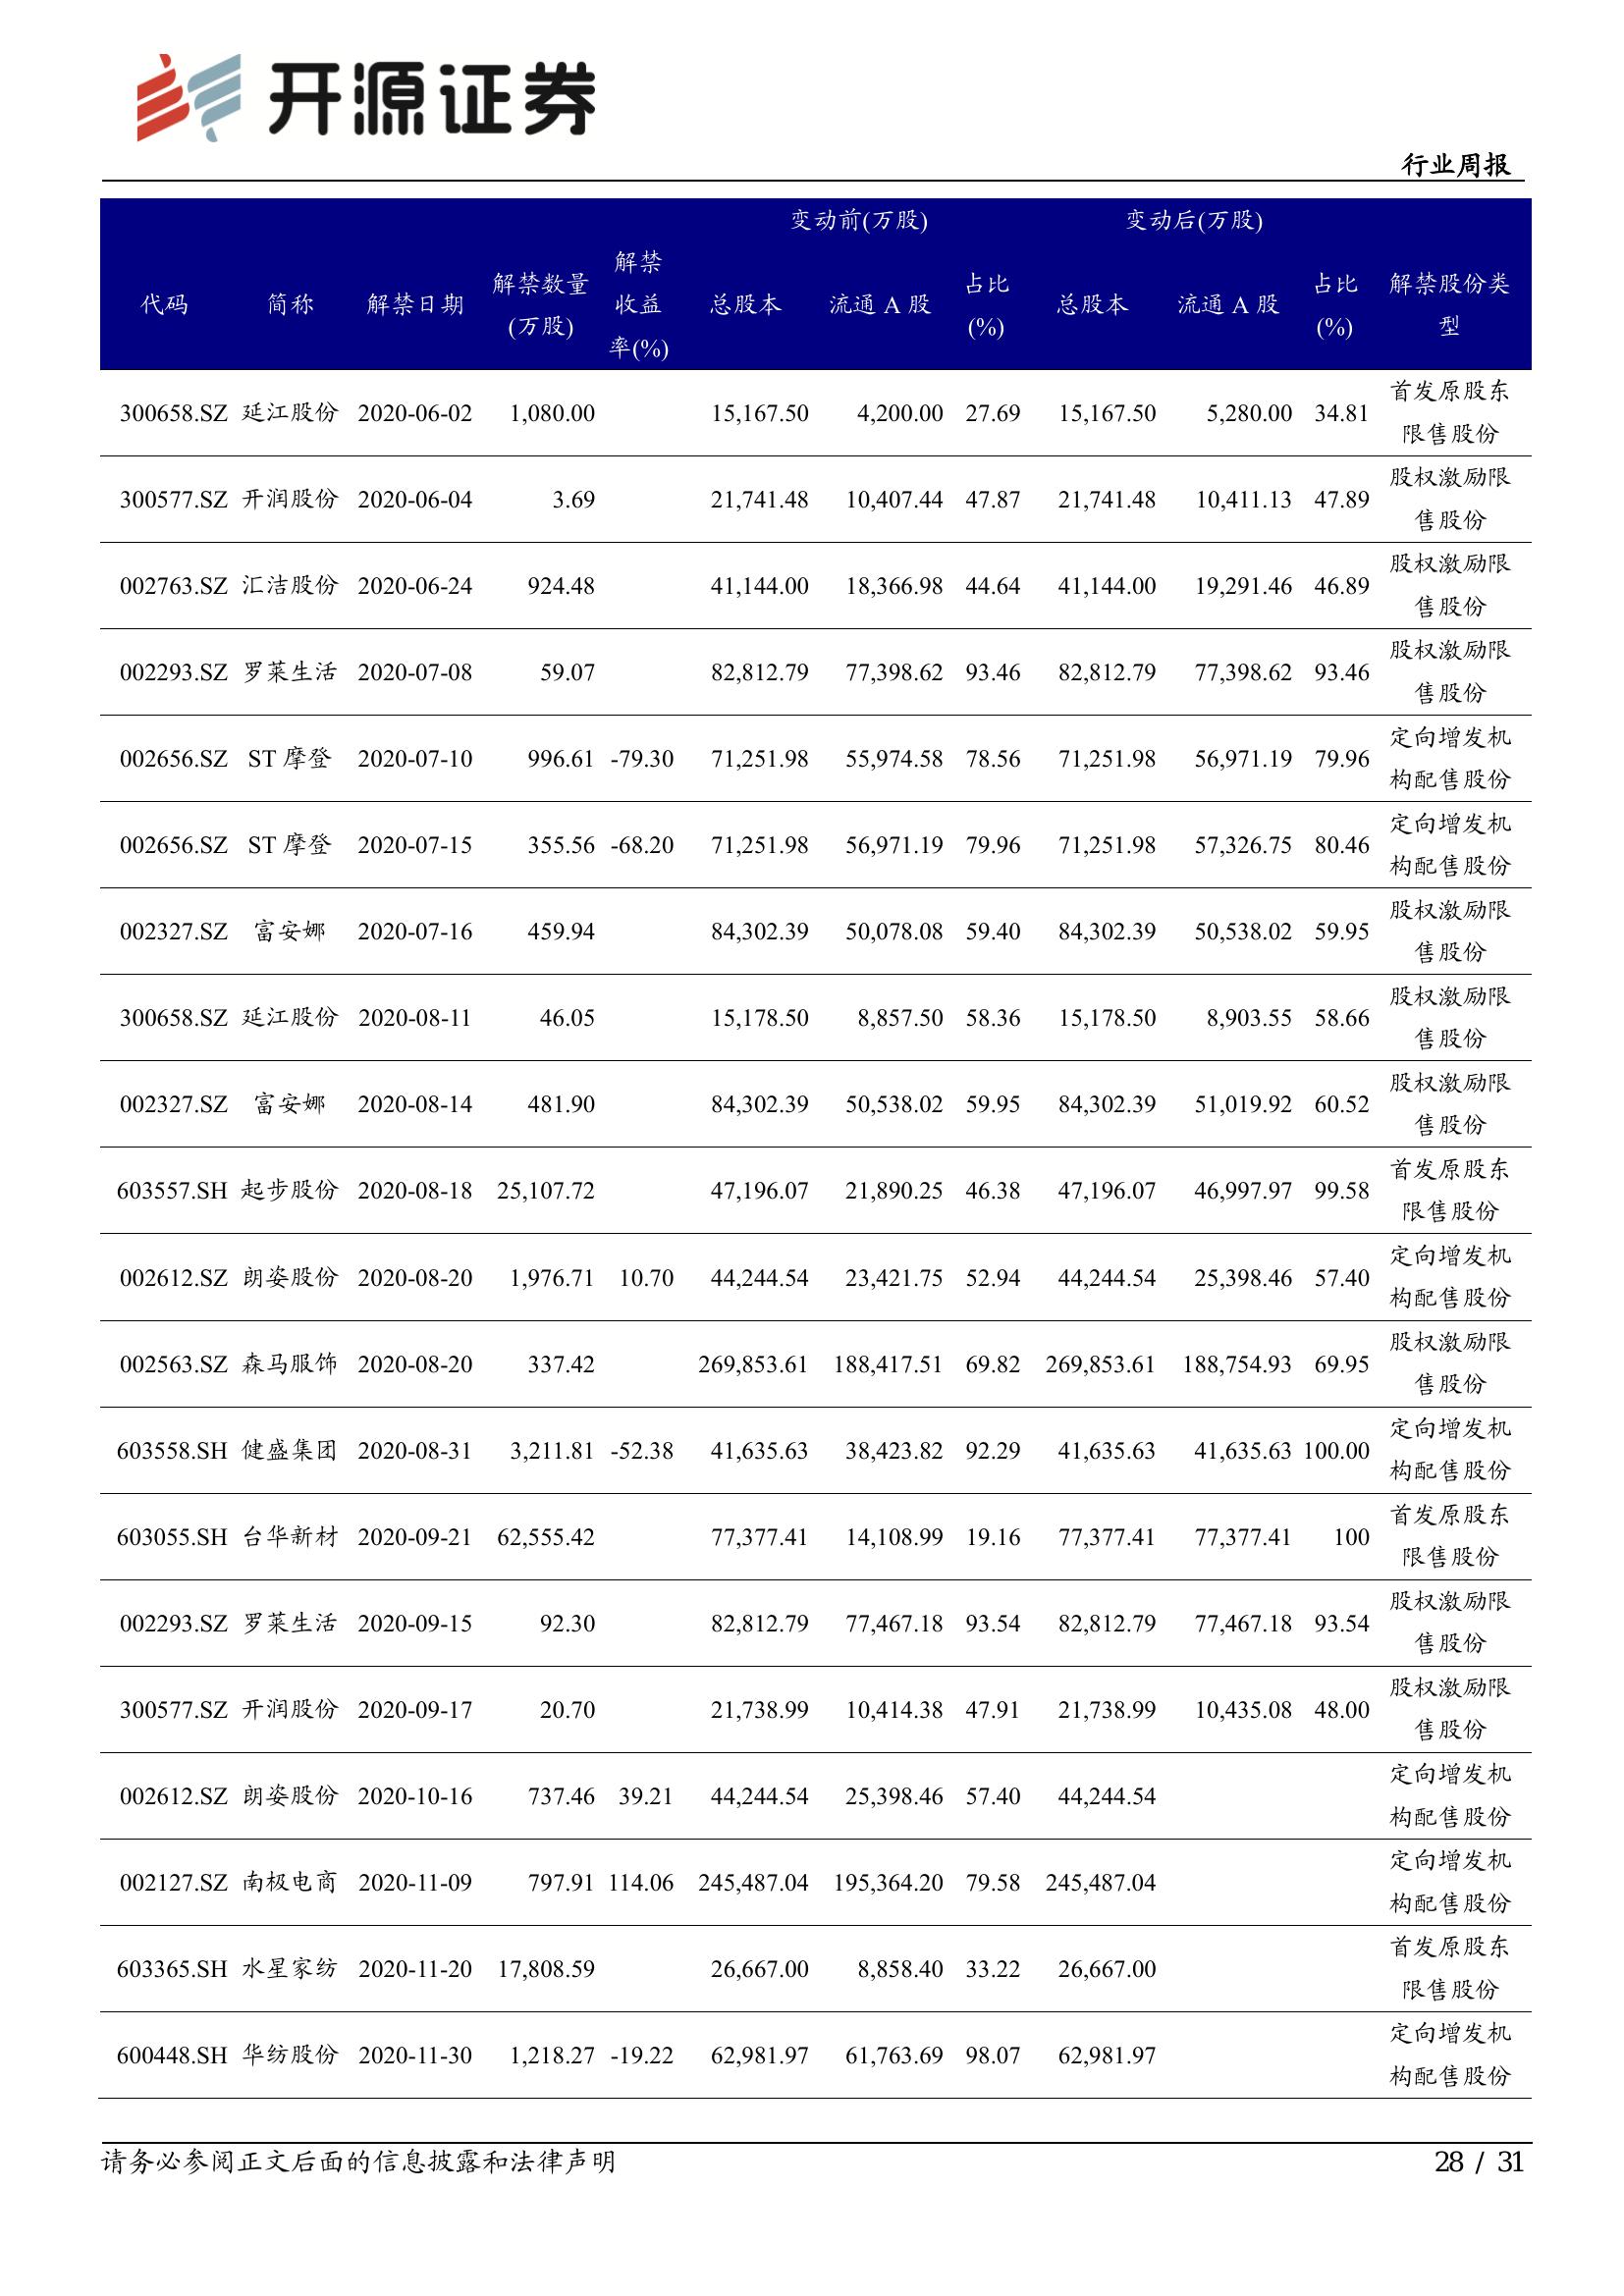 开源证券
行业周报
变动前(万股) 变动后(万股)
代码 简称 解禁日期 解禁数量(万股) 解禁收益率(%) 总股本 流通 A 股 占比(%) 总股本 流通 A 股 占比(%) 解禁股份类型
300658.SZ 延江股份 2020-06-02 1,080.00 15,167.50 4,200.00 27.69 15,167.50 5,280.00 34.81 首发原股东限售股份
300577.SZ 开润股份 2020-06-04 3.69 21,741.48 10,407.44 47.87 21,741.48 10,411.13 47.89 股权激励限售股份
002763.SZ 汇洁股份 2020-06-24 924.48 41,144.00 18,366.98 44.64 41,144.00 19,291.46 46.89 股权激励限售股份
002293.SZ 罗莱生活 2020-07-08 59.07 82,812.79 77,398.62 93.46 82,812.79 77,398.62 93.46 股权激励限售股份
002656.SZ ST 摩登 2020-07-10 996.61 -79.30 71,251.98 55,974.58 78.56 71,251.98 56,971.19 79.96 定向增发机构配售股份
002656.SZ ST 摩登 2020-07-15 355.56 -68.20 71,251.98 56,971.19 79.96 71,251.98 57,326.75 80.46 定向增发机构配售股份
002327.SZ 富安娜 2020-07-16 459.94 84,302.39 50,078.08 59.40 84,302.39 50,538.02 59.95 股权激励限售股份
300658.SZ 延江股份 2020-08-11 46.05 15,178.50 8,857.50 58.36 15,178.50 8,903.55 58.66 股权激励限售股份
002327.SZ 富安娜 2020-08-14 481.90 84,302.39 50,538.02 59.95 84,302.39 51,019.92 60.52 股权激励限售股份
603557.SH 起步股份 2020-08-18 25,107.72 47,196.07 21,890.25 46.38 47,196.07 46,997.97 99.58 首发原股东限售股份
002612.SZ 朗姿股份 2020-08-20 1,976.71 10.70 44,244.54 23,421.75 52.94 44,244.54 25,398.46 57.40 定向增发机构配售股份
002563.SZ 森马服饰 2020-08-20 337.42 269,853.61 188,417.51 69.82 269,853.61 188,754.93 69.95 股权激励限售股份
603558.SH 健盛集团 2020-08-31 3,211.81 -52.38 41,635.63 38,423.82 92.29 41,635.63 41,635.63 100.00 定向增发机构配售股份
603055.SH 台华新材 2020-09-21 62,555.42 77,377.41 14,108.99 19.16 77,377.41 77,377.41 100 首发原股东限售股份
002293.SZ 罗莱生活 2020-09-15 92.30 82,812.79 77,467.18 93.54 82,812.79 77,467.18 93.54 股权激励限售股份
300577.SZ 开润股份 2020-09-17 20.70 21,738.99 10,414.38 47.91 21,738.99 10,435.08 48.00 股权激励限售股份
002612.SZ 朗姿股份 2020-10-16 737.46 39.21 44,244.54 25,398.46 57.40 44,244.54 定向增发机构配售股份
002127.SZ 南极电商 2020-11-09 797.91 114.06 245,487.04 195,364.20 79.58 245,487.04 定向增发机构配售股份
603365.SH 水星家纺 2020-11-20 17,808.59 26,667.00 8,858.40 33.22 26,667.00 首发原股东限售股份
600448.SH 华纺股份 2020-11-30 1,218.27 -19.22 62,981.97 61,763.69 98.07 62,981.97 定向增发机构配售股份
请务必参阅正文后面的信息披露和法律声明 28 / 31